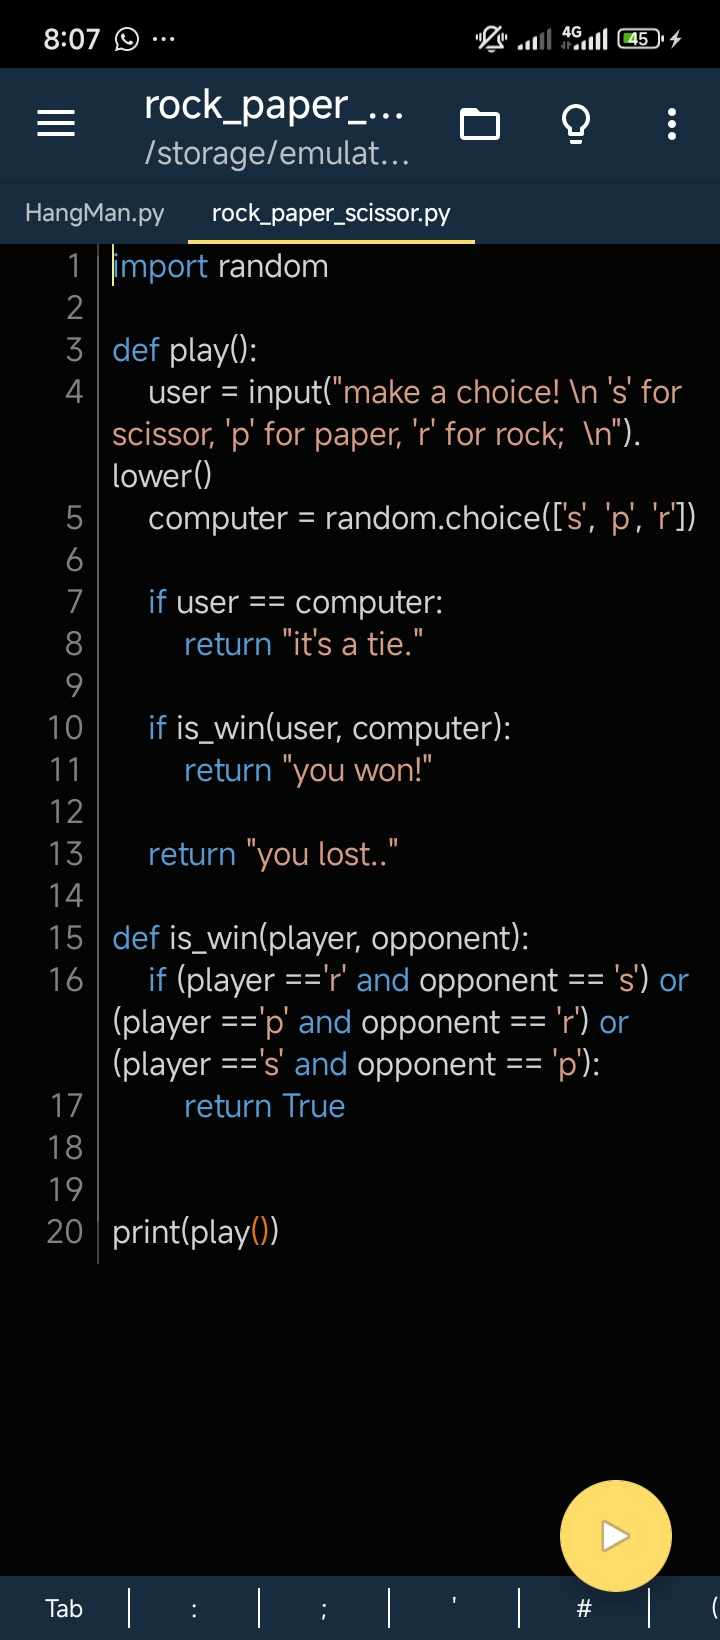 8:07 ...
4G 45
rock_paper_...
/storage/emulat...
HangMan.py rock_paper_scissor.py
1 import random
2
3 def play():
4 user = input("make a choice! \n 's' for
scissor, 'p' for paper, 'r' for rock;  \n").
lower()
5 computer = random.choice(['s', 'p', 'r'])
6
7 if user == computer:
8 return "it's a tie."
9
10 if is_win(user, computer):
11 return "you won!"
12
13 return "you lost.."
14
15 def is_win(player, opponent):
16 if (player =='r' and opponent == 's') or
(player =='p' and opponent == 'r') or
(player =='s' and opponent == 'p'):
17 return True
18
19
20 print(play())
Tab : ; ' # (